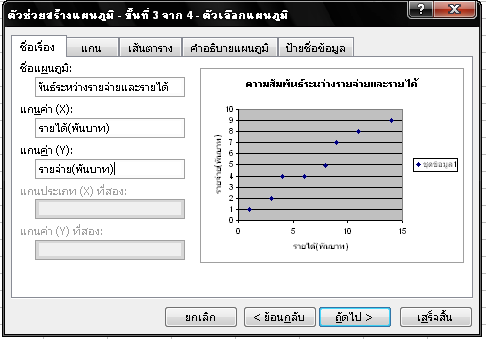 ตัวช่วยสร้างแผนภูมิ - ขั้นที่ 3 จาก 4 - ตัวเลือกแผนภูมิ
ชื่อเรื่อง แกน เส้นตาราง คำอธิบายแผนภูมิ ป้ายชื่อข้อมูล
ชื่อแผนภูมิ:
จันธ์ระหว่างรายจ่ายและรายได้
แกนค่า (X):
รายได้(พันบาท)
แกนค่า (Y):
รายจ่าย(พันบาท)
แกนประเภท (X) ที่สอง:
แกนค่า (Y) ที่สอง:
ความสัมพันธ์ระหว่างรายจ่ายและรายได้
รายจ่าย(พันบาท)
10
9
8
7
6
5
4
3
2
1
0
0 5 10 15
รายได้(พันบาท)
ชุดข้อมูล1
ยกเลิก < ย้อนกลับ ถัดไป > เสร็จสิ้น